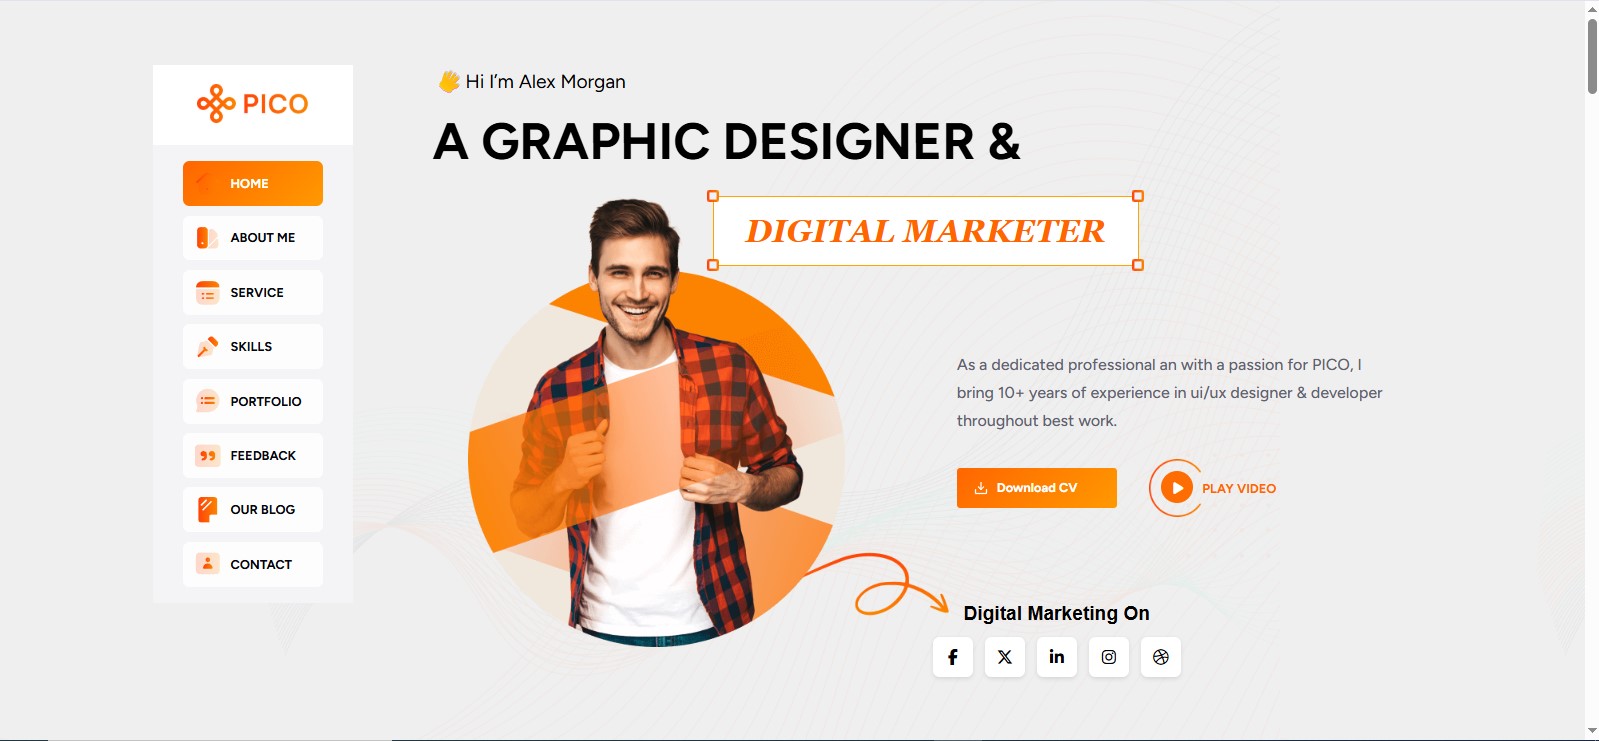 PICO
HOME
ABOUT ME
SERVICE
SKILLS
PORTFOLIO
FEEDBACK
OUR BLOG
CONTACT
👋 Hi I’m Alex Morgan
A GRAPHIC DESIGNER &
DIGITAL MARKETER
As a dedicated professional an with a passion for PICO, I
bring 10+ years of experience in ui/ux designer & developer
throughout best work.
Download CV
PLAY VIDEO
Digital Marketing On